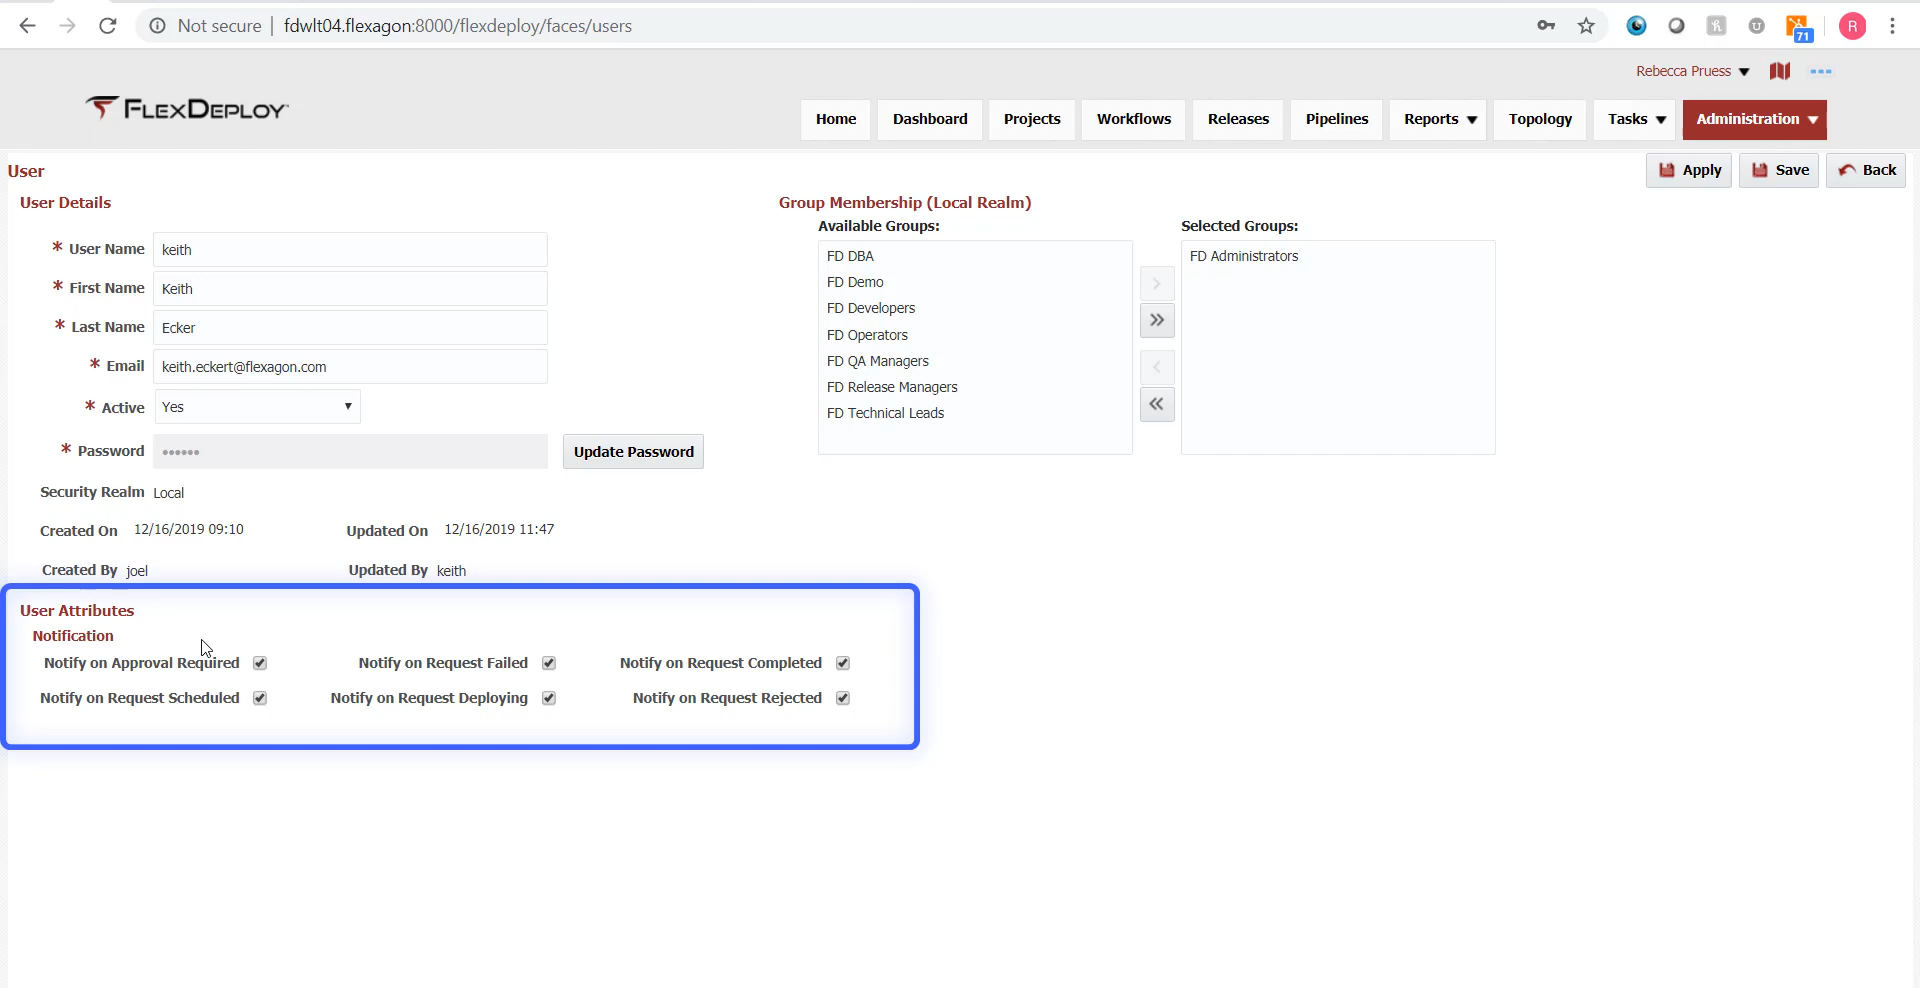 Not secure | fdwlt04.flexagon:8000/flexdeploy/faces/users
71
R
Rebecca Pruess
FLEXDEPLOY
Home Dashboard Projects Workflows Releases Pipelines Reports Topology Tasks Administration
User
Apply Save Back
User Details
Group Membership (Local Realm)
Available Groups: Selected Groups:
* User Name keith
* First Name Keith
* Last Name Ecker
* Email keith.eckert@flexagon.com
* Active Yes
* Password •••••• Update Password
FD DBA
FD Demo
FD Developers
FD Operators
FD QA Managers
FD Release Managers
FD Technical Leads
FD Administrators
Security Realm Local
Created On 12/16/2019 09:10 Updated On 12/16/2019 11:47
Created By joel Updated By keith
User Attributes
Notification
Notify on Approval Required Notify on Request Failed Notify on Request Completed
Notify on Request Scheduled Notify on Request Deploying Notify on Request Rejected